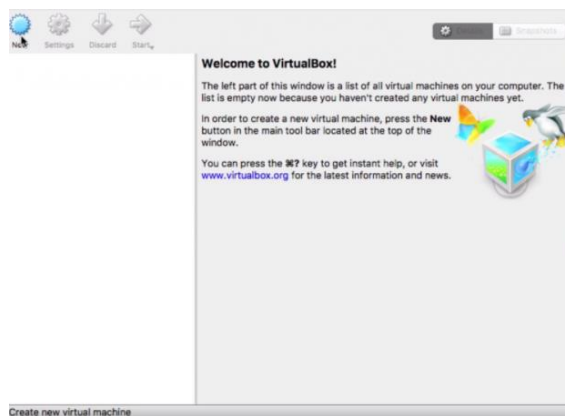 New Settings Discard Start Details Snapshots
Welcome to VirtualBox!
The left part of this window is a list of all virtual machines on your computer. The
list is empty now because you haven't created any virtual machines yet.
In order to create a new virtual machine, press the New
button in the main tool bar located at the top of the
window.
You can press the ⌘? key to get instant help, or visit
www.virtualbox.org for the latest information and news.
Create new virtual machine